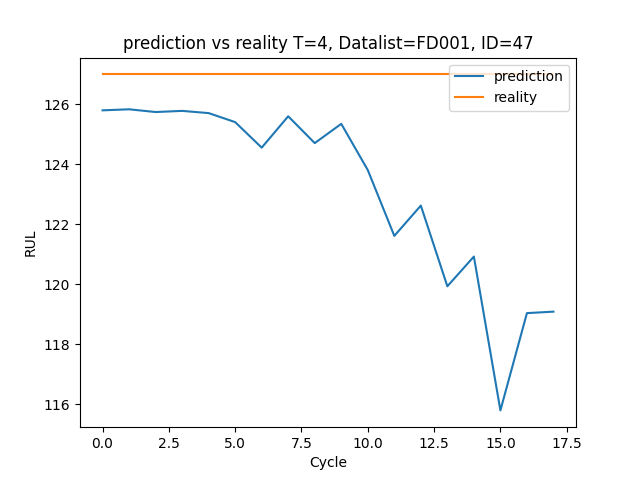 prediction vs reality T=4, Datalist=FD001, ID=47
prediction
reality
126
124
122
120
118
116
RUL
0.0 2.5 5.0 7.5 10.0 12.5 15.0 17.5
Cycle